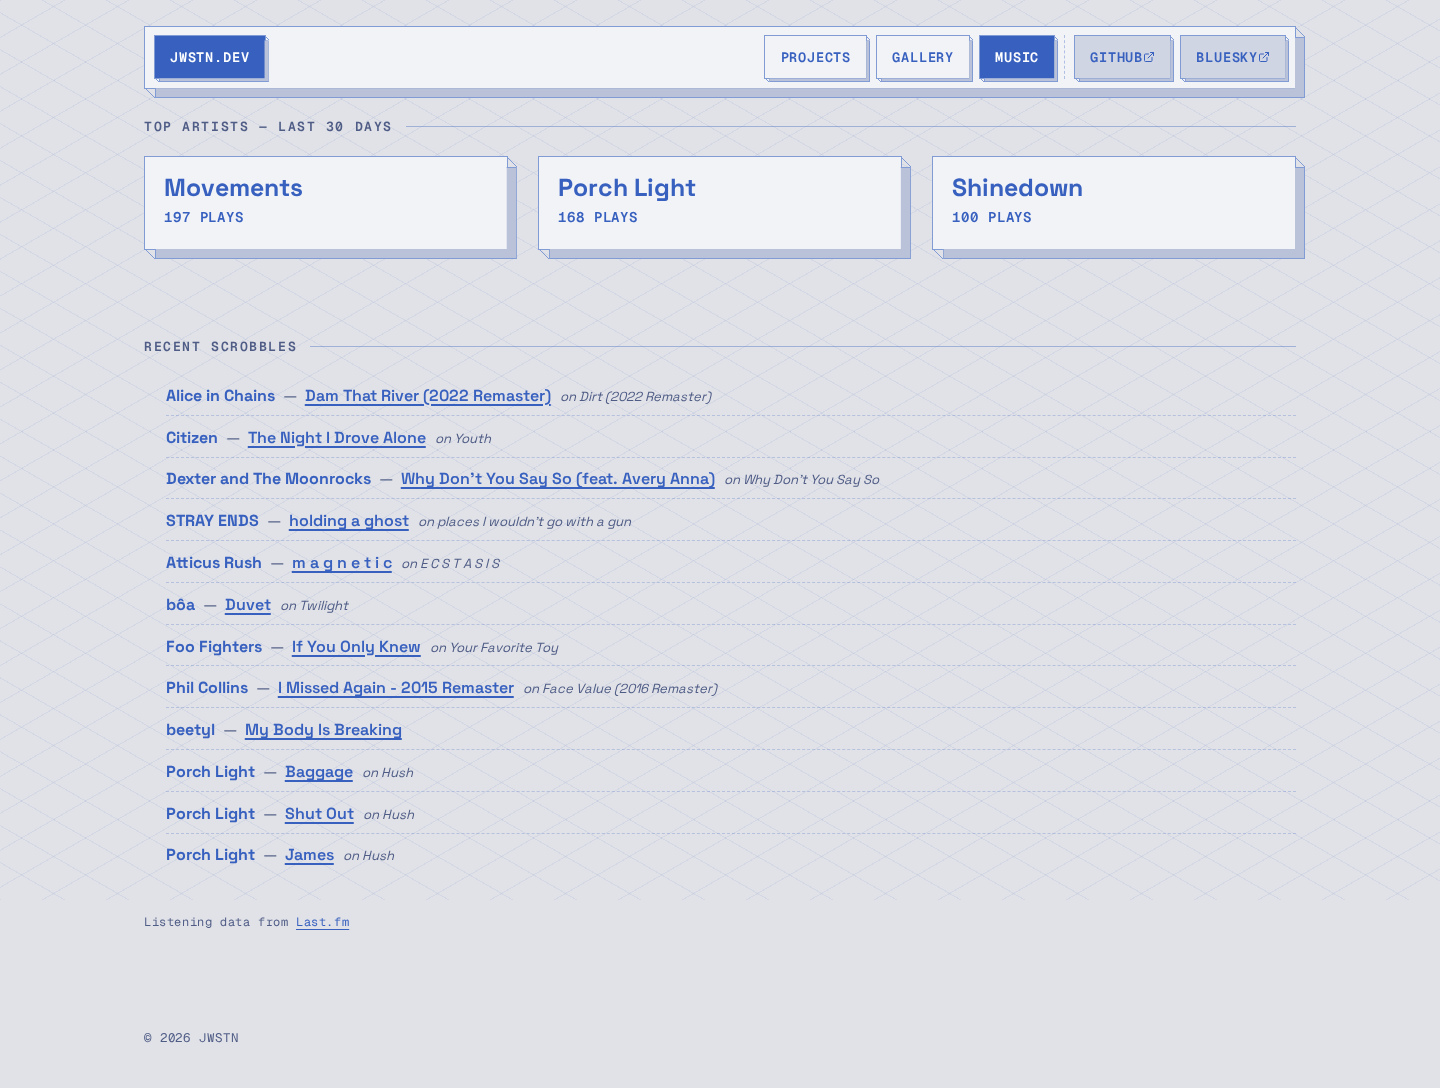 JWSTN.DEV
PROJECTS
GALLERY
MUSIC
GITHUB
BLUESKY
TOP ARTISTS — LAST 30 DAYS
Movements
197 PLAYS
Porch Light
168 PLAYS
Shinedown
100 PLAYS
RECENT SCROBBLES
Alice in Chains — Dam That River (2022 Remaster) on Dirt (2022 Remaster)
Citizen — The Night I Drove Alone on Youth
Dexter and The Moonrocks — Why Don't You Say So (feat. Avery Anna) on Why Don't You Say So
STRAY ENDS — holding a ghost on places I wouldn't go with a gun
Atticus Rush — m a g n e t i c on E C S T A S I S
bôa — Duvet on Twilight
Foo Fighters — If You Only Knew on Your Favorite Toy
Phil Collins — I Missed Again - 2015 Remaster on Face Value (2016 Remaster)
beetyl — My Body Is Breaking
Porch Light — Baggage on Hush
Porch Light — Shut Out on Hush
Porch Light — James on Hush
Listening data from Last.fm
© 2026 JWSTN